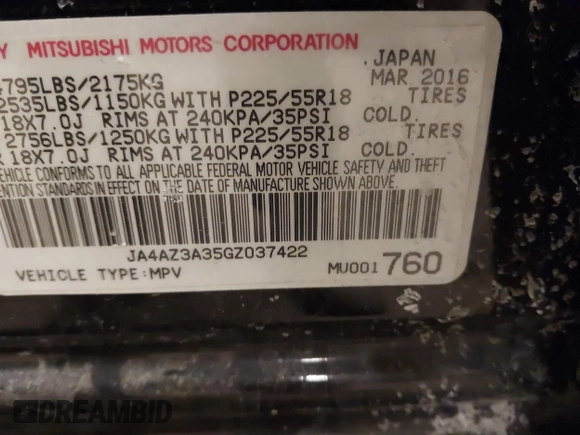 Y MITSUBISHI MOTORS CORPORATION
JAPAN
MAR. 2016
795LBS/2175KG
2535LBS/1150KG WITH P225/55R18 TIRES
18X7.0J RIMS AT 240KPA/35PSI COLD.
2756LBS/1250KG WITH P225/55R18 TIRES
18X7.0J RIMS AT 240KPA/35PSI COLD.
VEHICLE CONFORMS TO ALL APPLICABLE FEDERAL MOTOR VEHICLE SAFETY AND THEFT
STANDARDS IN EFFECT ON THE DATE OF MANUFACTURE SHOWN ABOVE.
JA4AZ3A35GZ037422
VEHICLE TYPE:MPV
MU001760
DREAMBID